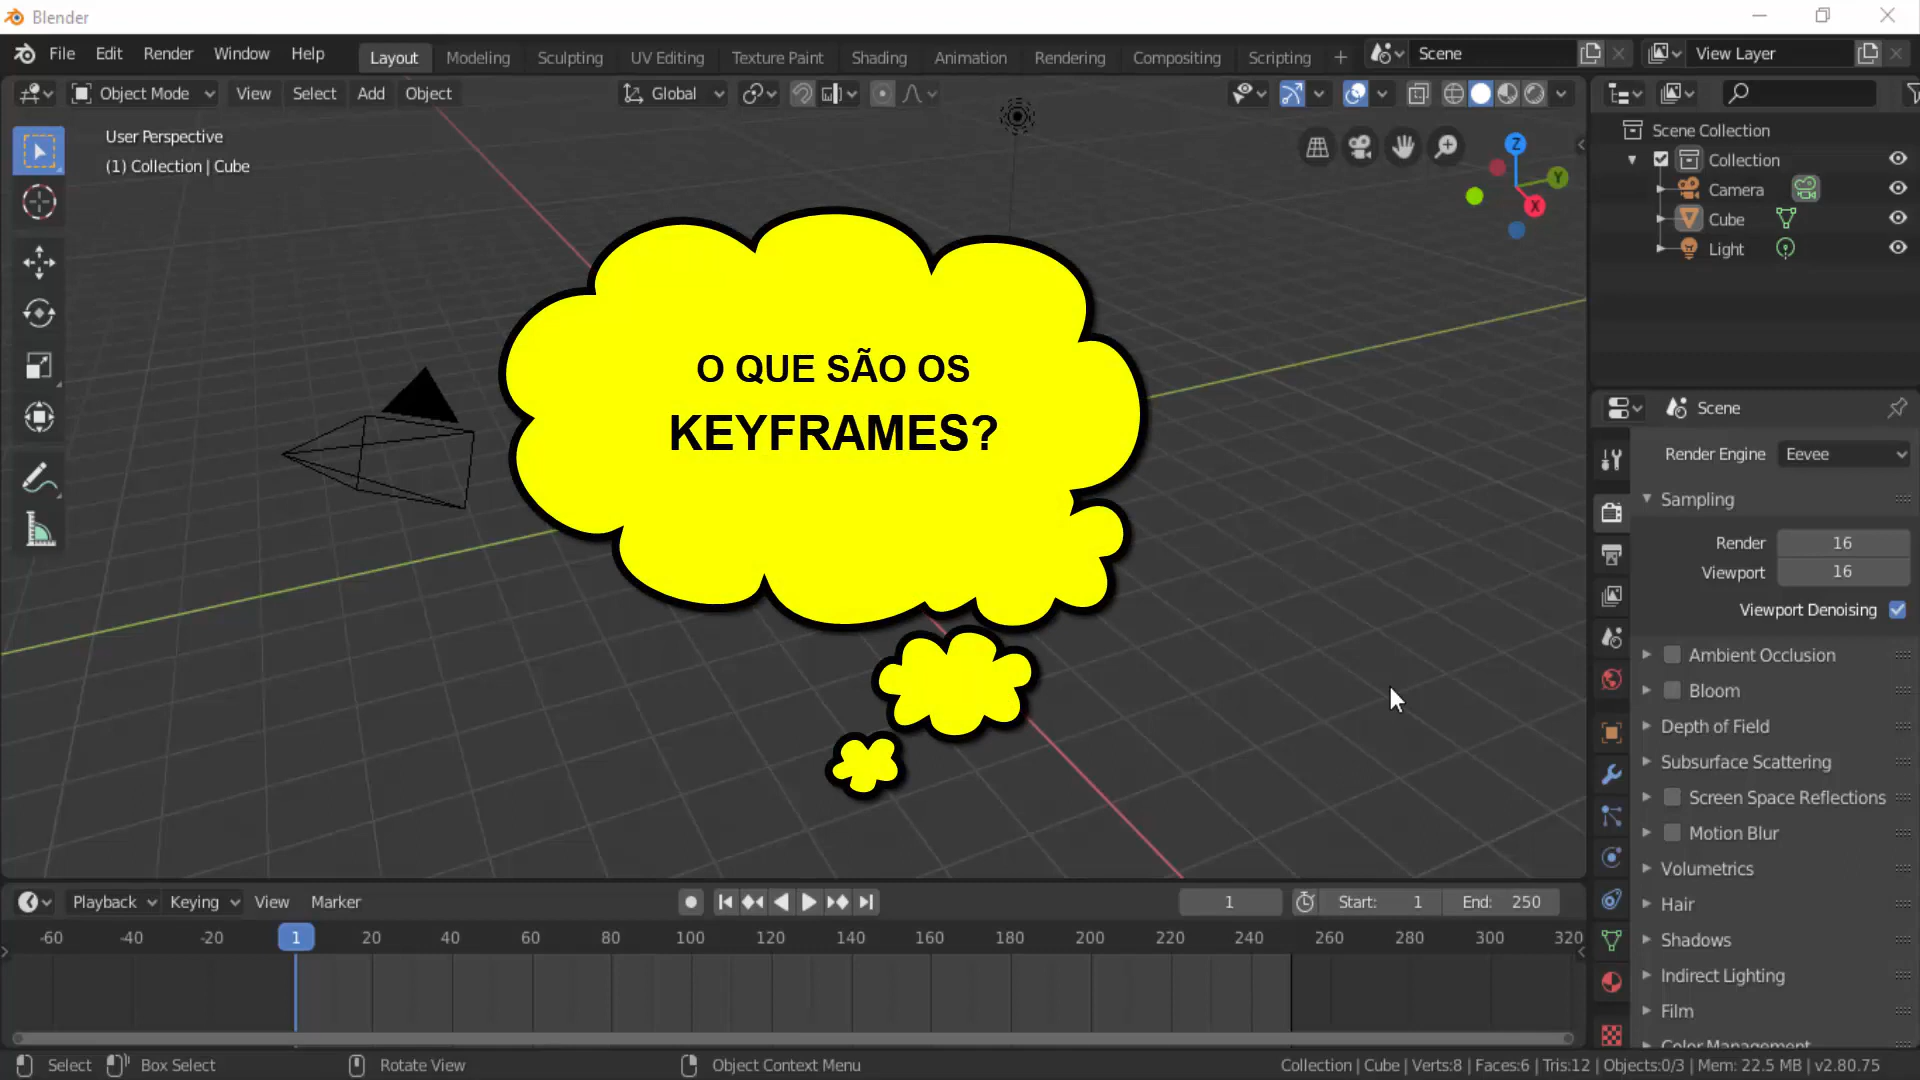 Blender
File Edit Render Window Help Layout Modeling Sculpting UV Editing Texture Paint Shading Animation Rendering Compositing Scripting + Scene View Layer
Object Mode View Select Add Object Global
User Perspective
(1) Collection | Cube
Z
Y
X
O QUE SÃO OS
KEYFRAMES?
Scene Collection
Collection
Camera
Cube
Light
Scene
Render Engine Eevee
Sampling
Render 16
Viewport 16
Viewport Denoising
Ambient Occlusion
Bloom
Depth of Field
Subsurface Scattering
Screen Space Reflections
Motion Blur
Volumetrics
Hair
Shadows
Indirect Lighting
Film
Color Management
Playback Keying View Marker 1 Start: 1 End: 250
-60 -40 -20 1 20 40 60 80 100 120 140 160 180 200 220 240 260 280 300 320
Select Box Select Rotate View Object Context Menu Collection | Cube | Verts:8 | Faces:6 | Tris:12 | Objects:0/3 | Mem: 22.5 MB | v2.80.75